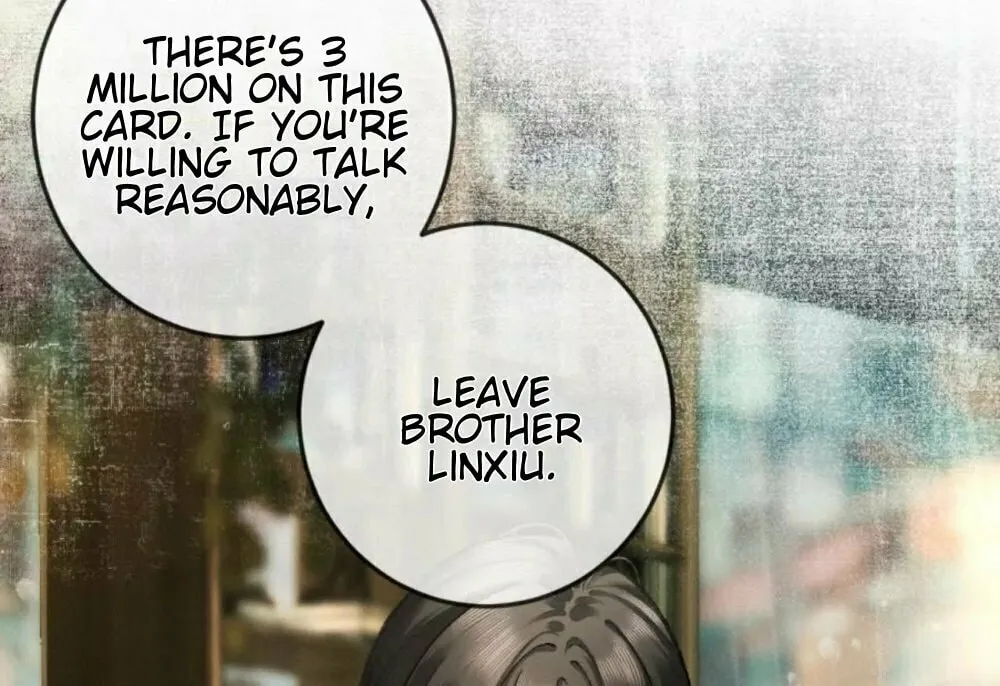 THERE'S 3
MILLION ON THIS
CARD. IF YOU'RE
WILLING TO TALK
REASONABLY,
LEAVE
BROTHER
LINXIU.